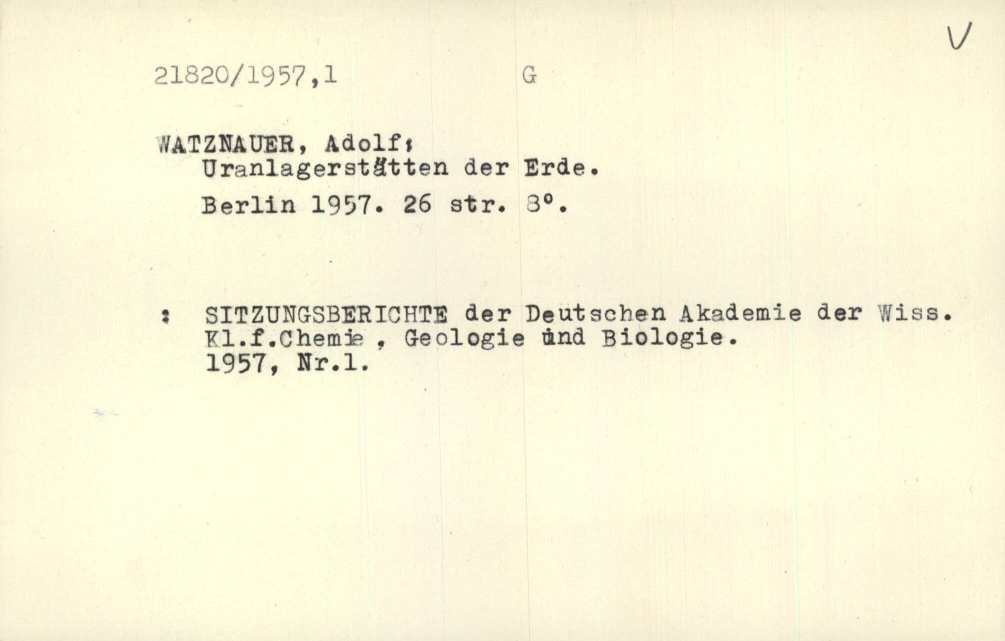 V
21820/1957,1 G
WATZNAUER, Adolf:
Uranlagerstätten der Erde.
Berlin 1957. 26 str. 8°.
: SITZUNGSBERICHTE der Deutschen Akademie der Wiss.
Kl.f.Chemie , Geologie und Biologie.
1957, Nr.1.